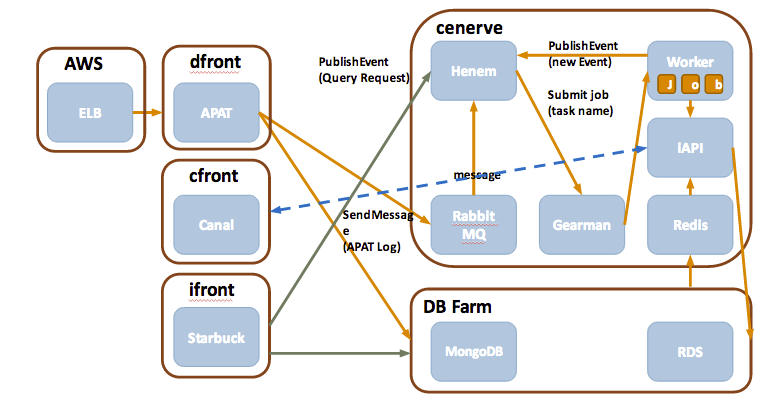 cenerve
AWS
dfront
PublishEvent
(Query Request)
PublishEvent
(new Event)
Henem
Worker
J o b
Submit job
(task name)
ELB
APAT
IAPI
cfront
message
Canal
SendMessag
e
(APAT Log)
Rabbit
MQ
Gearman
Redis
ifront
DB Farm
Starbuck
MongoDB
RDS